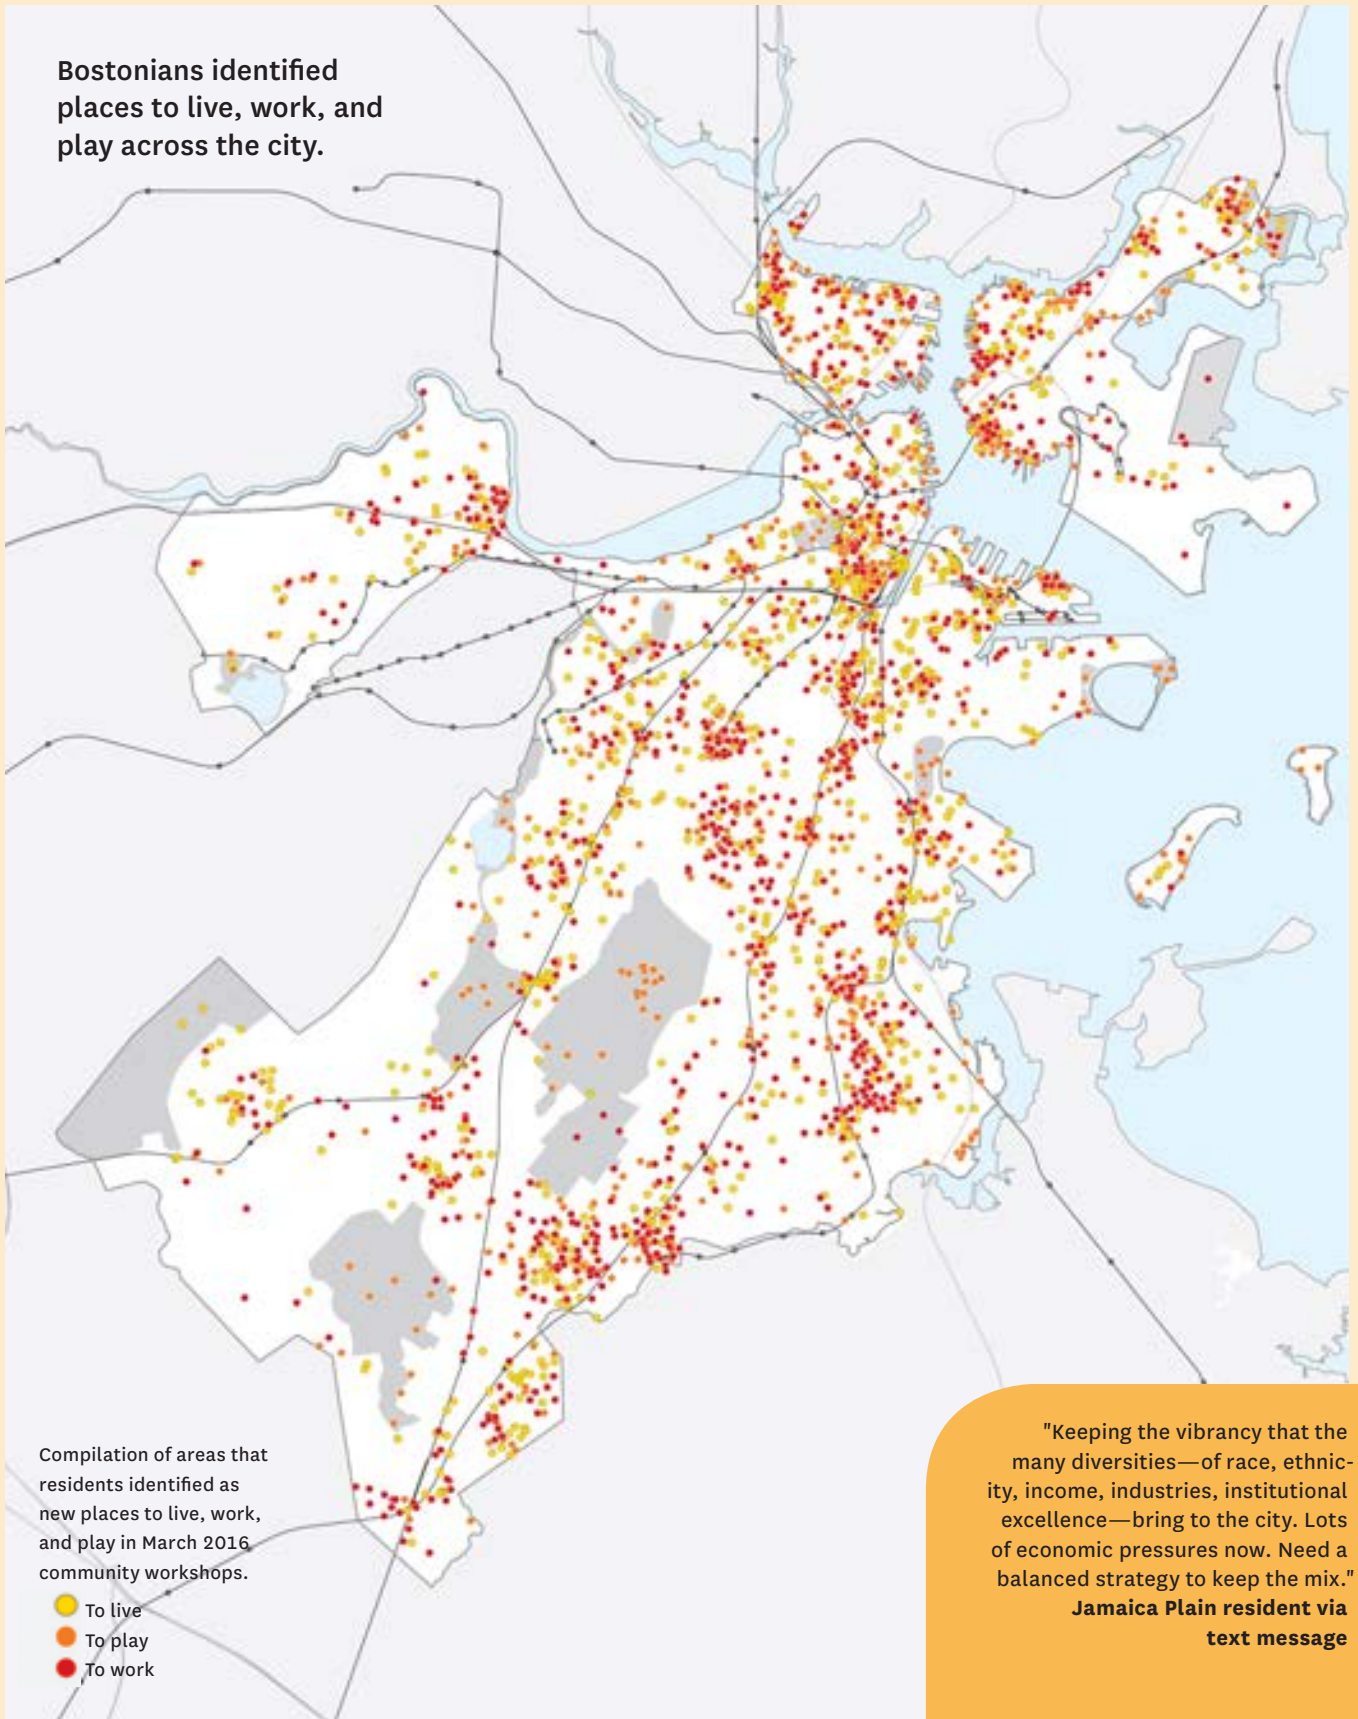 Bostonians identified
places to live, work, and
play across the city.
Compilation of areas that
residents identified as
new places to live, work,
and play in March 2016
community workshops.
To live
To play
To work
"Keeping the vibrancy that the
many diversities—of race, ethnic-
ity, income, industries, institutional
excellence—bring to the city. Lots
of economic pressures now. Need a
balanced strategy to keep the mix."
Jamaica Plain resident via
text message